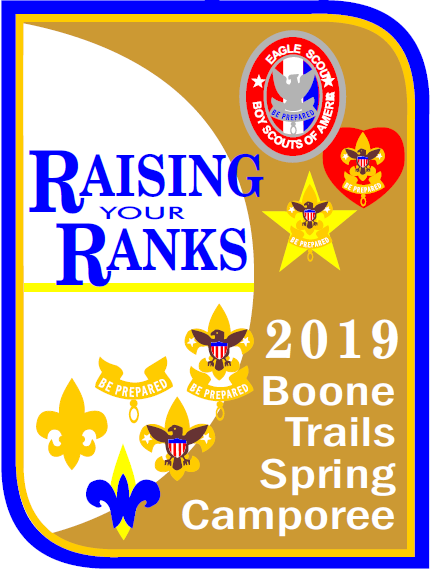 EAGLE SCOUT
BE PREPARED
BOY SCOUTS OF AMERICA
BE PREPARED
BE PREPARED
RAISING
YOUR
RANKS
2019
Boone
Trails
Spring
Camporee
BE PREPARED
BE PREPARED